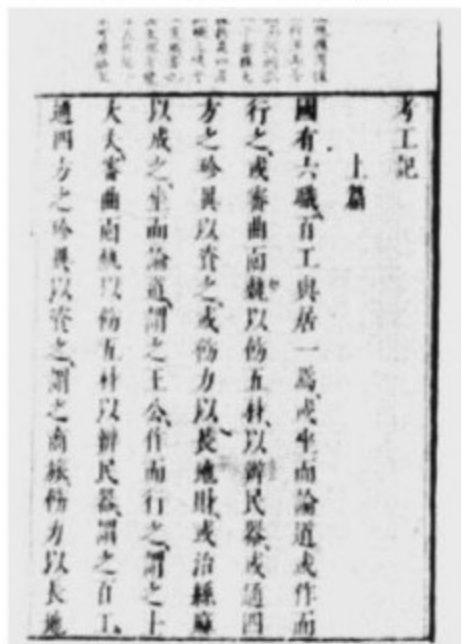 考工記
上篇
國有六職、百工與居一焉、或坐而論道、或作而
行之、或審曲面埶、以飭五材、以辨民器、或通四
方之珍異以資之、或飭力以長地財、或治絲麻
以成之、坐而論道、謂之王公、作而行之、謂之士
大夫、審曲面埶、以飭五材、以辨民器、謂之百工、
通四方之珍異以資之、謂之商旅、飭力以長地